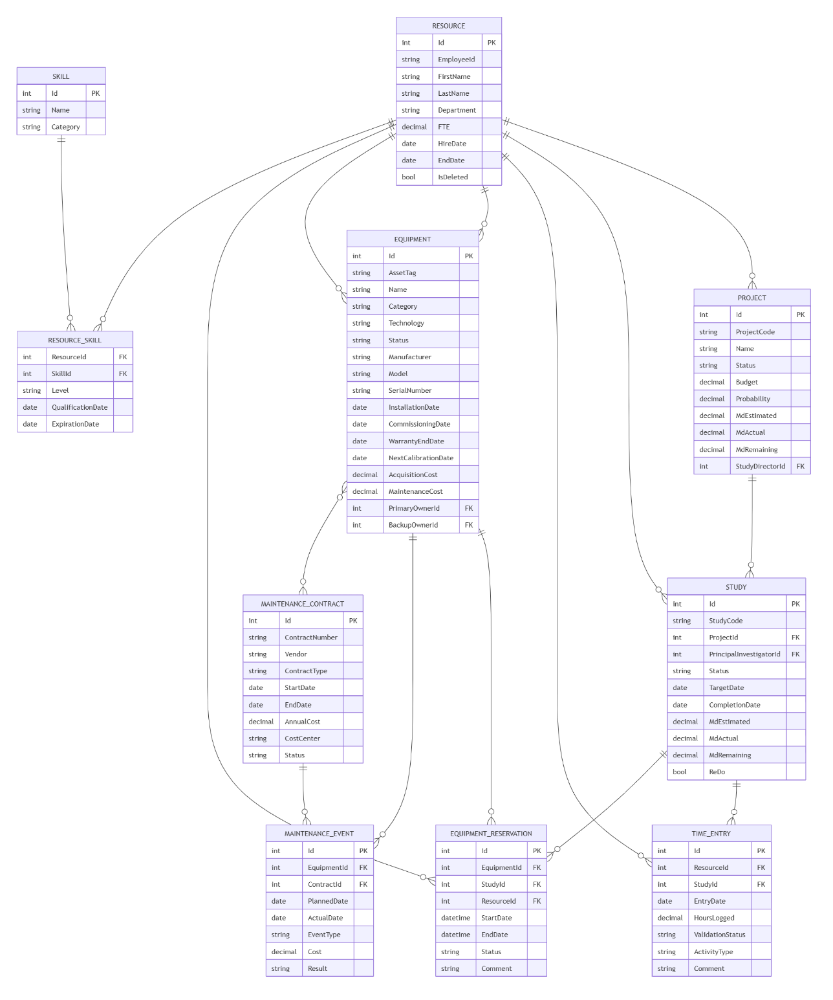 RESOURCE
int Id PK
string EmployeeId
string FirstName
string LastName
string Department
decimal FTE
date HireDate
date EndDate
bool IsDeleted
SKILL
int Id PK
string Name
string Category
EQUIPMENT
int Id PK
string AssetTag
string Name
string Category
string Technology
string Status
string Manufacturer
string Model
string SerialNumber
date InstallationDate
date CommissioningDate
date WarrantyEndDate
date NextCalibrationDate
decimal AcquisitionCost
decimal MaintenanceCost
int PrimaryOwnerId FK
int BackupOwnerId FK
PROJECT
int Id PK
string ProjectCode
string Name
string Status
decimal Budget
decimal Probability
decimal MdEstimated
decimal MdActual
decimal MdRemaining
int StudyDirectorId FK
RESOURCE_SKILL
int ResourceId FK
int SkillId FK
string Level
date QualificationDate
date ExpirationDate
STUDY
int Id PK
string StudyCode
int ProjectId FK
int PrincipalInvestigatorId FK
string Status
date TargetDate
date CompletionDate
decimal MdEstimated
decimal MdActual
decimal MdRemaining
bool ReDo
MAINTENANCE_CONTRACT
int Id PK
string ContractNumber
string Vendor
string ContractType
date StartDate
date EndDate
decimal AnnualCost
string CostCenter
string Status
MAINTENANCE_EVENT
int Id PK
int EquipmentId FK
int ContractId FK
date PlannedDate
date ActualDate
string EventType
decimal Cost
string Result
EQUIPMENT_RESERVATION
int Id PK
int EquipmentId FK
int StudyId FK
int ResourceId FK
datetime StartDate
datetime EndDate
string Status
string Comment
TIME_ENTRY
int Id PK
int ResourceId FK
int StudyId FK
date EntryDate
decimal HoursLogged
string ValidationStatus
string ActivityType
string Comment